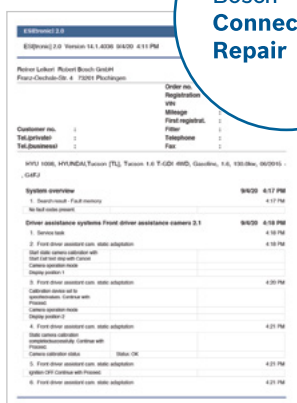 Bosch
Connec
Repair
ESI[tronic] 2.0
ESI[tronic] 2.0 Version 14.1.4036 9/4/20 4:11 PM
Reiner Leikert Robert Bosch GmbH
Franz-Oechsle-Str. 4 73201 Plochingen
Order no. :
Registration :
VIN :
Mileage :
First registrat. :
Customer no. : Fitter :
Tel.(private) : Telephone :
Tel.(business) : Fax :
HYU 1008, HYUNDAI,Tucson [TL], Tucson 1.6 T-GDI 4WD, Gasoline, 1.6, 130.0kw, 06/2015 -
, G4FJ
System overview 9/4/20 4:17 PM
1. Search result - Fault memory 4:17 PM
No fault codes present.
Driver assistance systems Front driver assistance camera 2.1 9/4/20 4:18 PM
1. Service task 4:18 PM
2. Front driver assistant cam. static adaptation 4:18 PM
Start static camera calibration with
Start Call test step with Cancel
Camera operation mode
Display position 1
3. Front driver assistant cam. static adaptation 4:20 PM
Calibration device set to
specifications. Continue with
Proceed.
Camera operation mode
Display position 2
4. Front driver assistant cam. static adaptation 4:21 PM
Static camera calibration
completed successfully. Continue with
Proceed.
Camera calibration status Status: OK
5. Front driver assistant cam. static adaptation 4:21 PM
Ignition OFF Continue with Proceed.
6. Front driver assistant cam. static adaptation 4:21 PM